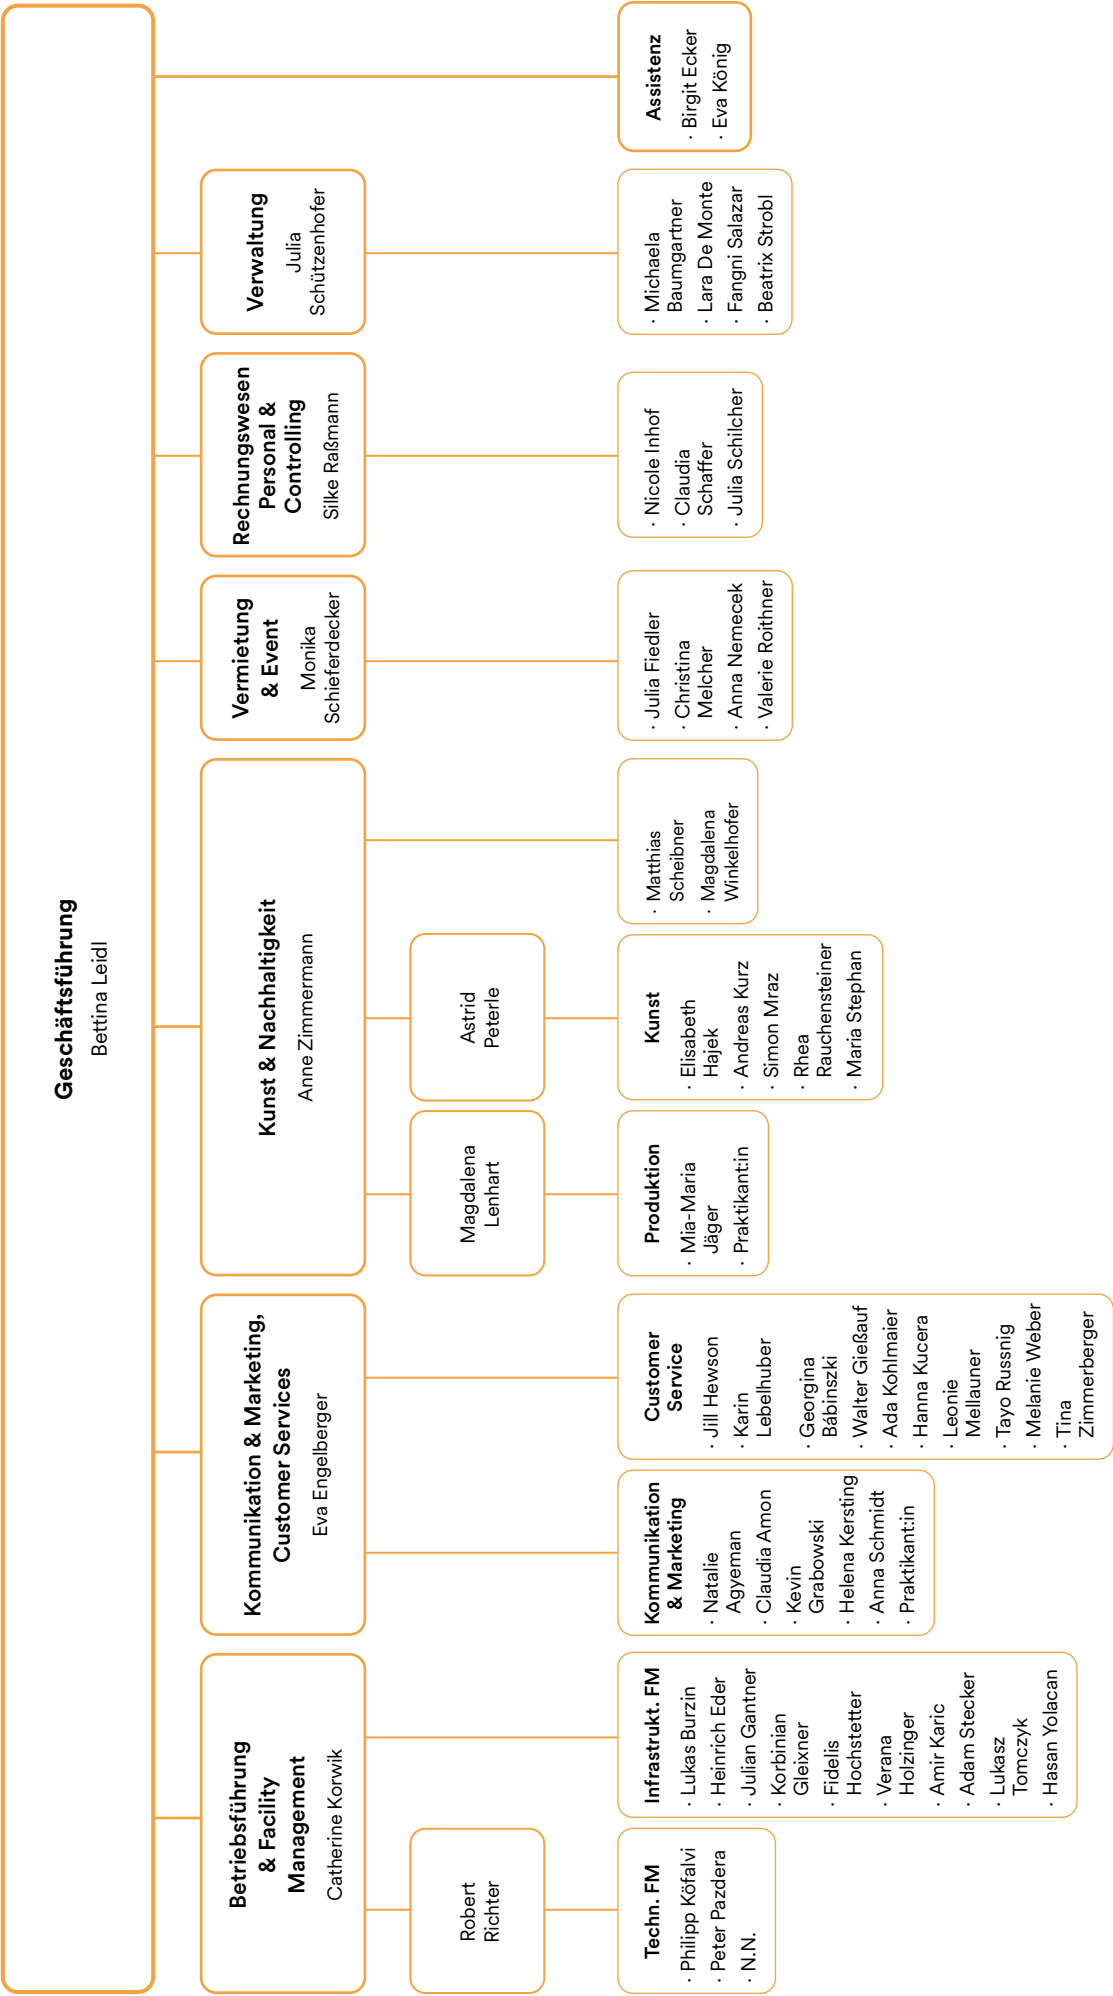 Geschäftsführung
Bettina Leidl
Betriebsführung
& Facility
Management
Catherine Korwik
Robert
Richter
Techn. FM
· Philipp Köfalvi
· Peter Pazdera
· N.N.
Infrastrukt. FM
· Lukas Burzin
· Heinrich Eder
· Julian Gantner
· Korbinian
Gleixner
· Fidelis
Hochstetter
· Verana
Holzinger
· Amir Karic
· Adam Stecker
· Lukasz
Tomczyk
· Hasan Yolacan
Kommunikation & Marketing,
Customer Services
Eva Engelberger
Kommunikation
& Marketing
· Natalie
Agyeman
· Claudia Amon
· Kevin
Grabowski
· Helena Kersting
· Anna Schmidt
· Praktikant:in
Customer
Service
· Jill Hewson
· Karin
Lebelhuber
· Georgina
Bábinszki
· Walter Gießauf
· Ada Kohlmaier
· Hanna Kucera
· Leonie
Mellauner
· Tayo Russnig
· Melanie Weber
· Tina
Zimmerberger
Kunst & Nachhaltigkeit
Anne Zimmermann
Magdalena
Lenhart
Produktion
· Mia-Maria
Jäger
· Praktikant:in
Astrid
Peterle
Kunst
· Elisabeth
Hajek
· Andreas Kurz
· Simon Mraz
· Rhea
Rauchensteiner
· Maria Stephan
· Matthias
Scheibner
· Magdalena
Winkelhofer
Vermietung
& Event
Monika
Schieferdecker
· Julia Fiedler
· Christina
Melcher
· Anna Nemecek
· Valerie Roithner
Rechnungswesen
Personal &
Controlling
Silke Raßmann
· Nicole Inhof
· Claudia
Schaffer
· Julia Schilcher
Verwaltung
Julia
Schützenhofer
· Michaela
Baumgartner
· Lara De Monte
· Fangni Salazar
· Beatrix Strobl
Assistenz
· Birgit Ecker
· Eva König